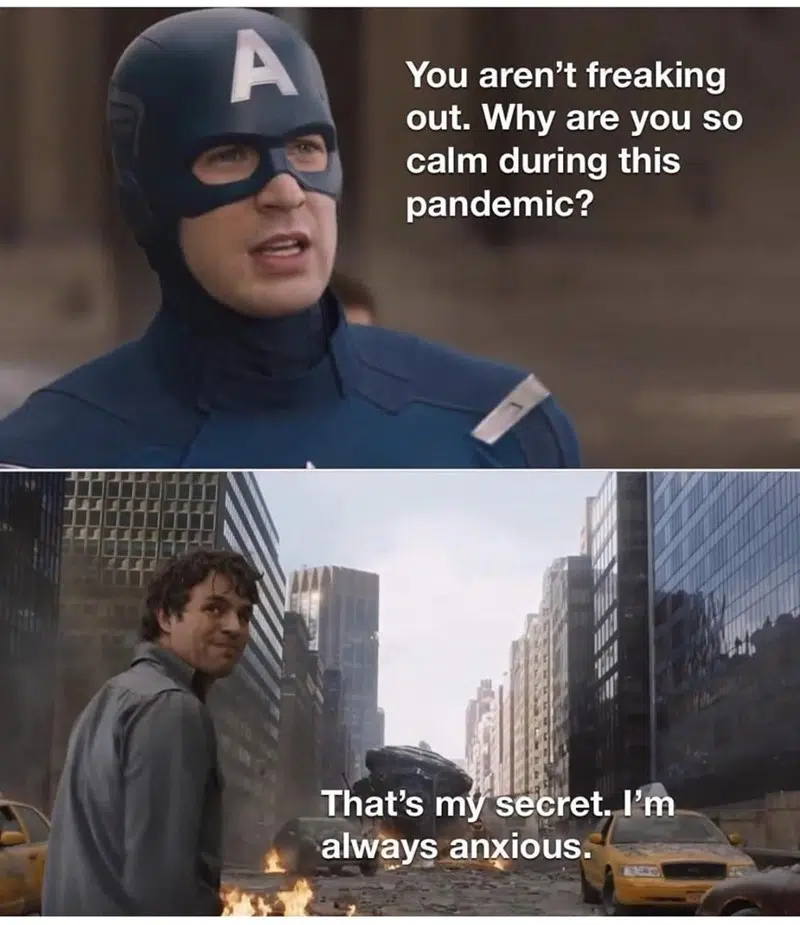 A
You aren't freaking
out. Why are you so
calm during this
pandemic?
That's my secret. I'm
always anxious.